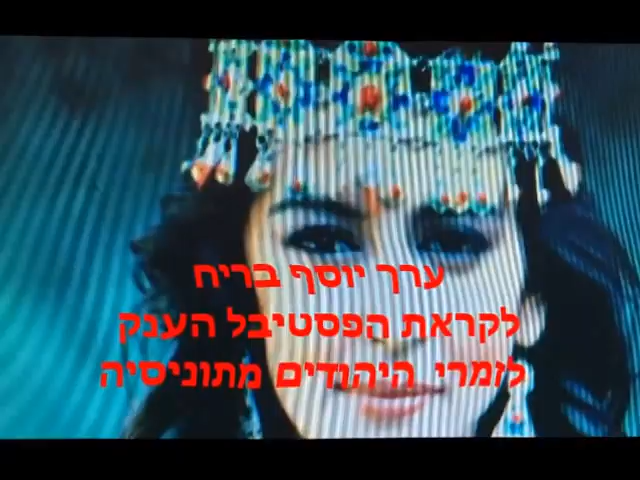 ערך יוסף בריח
לקראת הפסטיבל הענק
לזמרי היהודים מתוניסיה